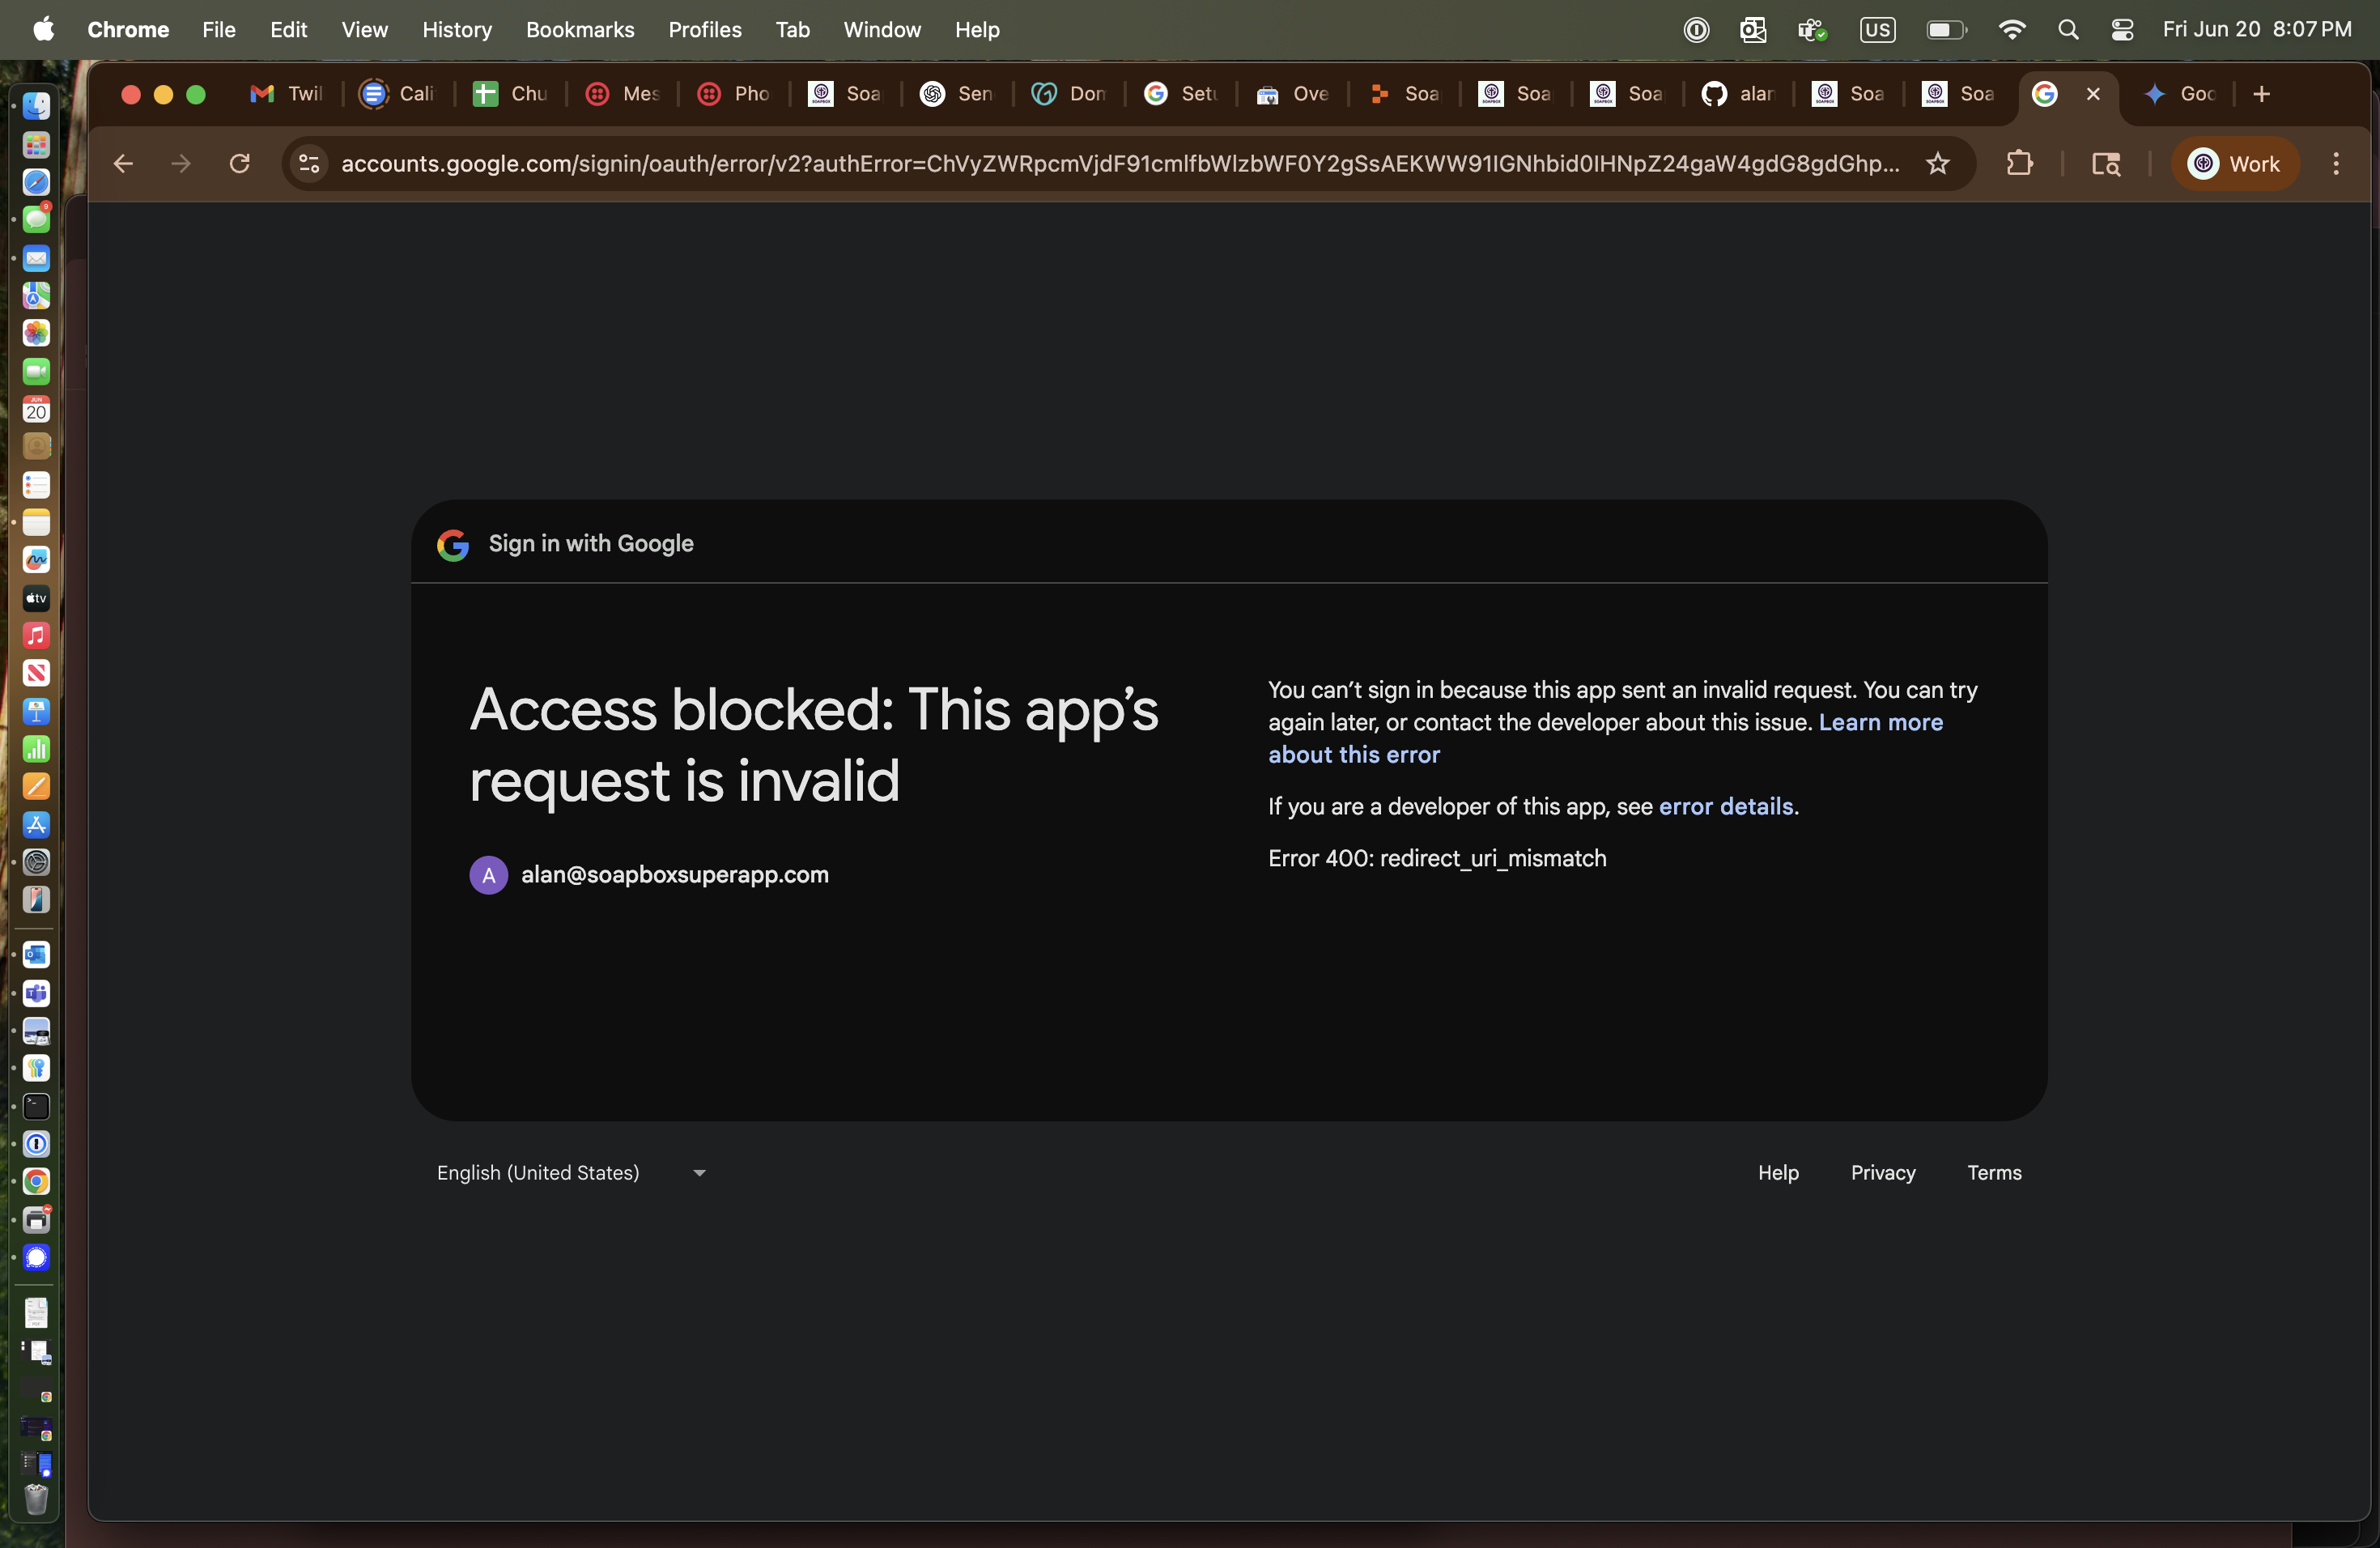 Chrome File Edit View History Bookmarks Profiles Tab Window Help US Fri Jun 20 8:07 PM
Twil Cali Chu Mes Pho Soa Sen Don Setu Ove Soa Soa Soa alan Soa Soa Goo
accounts.google.com/signin/oauth/error/v2?authError=ChVyZWRpcmVjdF91cmlfbWlzbWF0Y2gSsAEKWW91IGNhbid0IHNpZ24gaW4gdG8gdGhp... Work
Sign in with Google
Access blocked: This app’s
request is invalid
alan@soapboxsuperapp.com
You can’t sign in because this app sent an invalid request. You can try
again later, or contact the developer about this issue. Learn more
about this error
If you are a developer of this app, see error details.
Error 400: redirect_uri_mismatch
English (United States)
Help Privacy Terms
9
JUN
20
tv